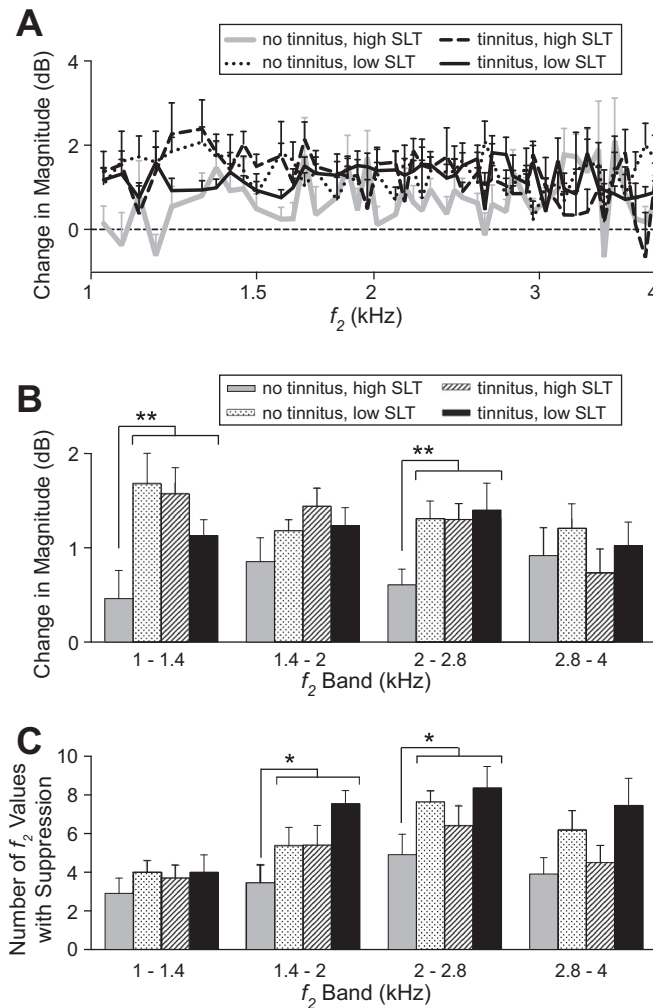 A
no tinnitus, high SLT
tinnitus, high SLT
no tinnitus, low SLT
tinnitus, low SLT
Change in Magnitude (dB)
4
2
0
1
1.5
2
3
4
f2 (kHz)
B
no tinnitus, high SLT
tinnitus, high SLT
no tinnitus, low SLT
tinnitus, low SLT
Change in Magnitude (dB)
2
1
0
**
**
1 - 1.4
1.4 - 2
2 - 2.8
2.8 - 4
f2 Band (kHz)
C
Number of f2 Values
with Suppression
10
8
6
4
2
0
*
*
1 - 1.4
1.4 - 2
2 - 2.8
2.8 - 4
f2 Band (kHz)